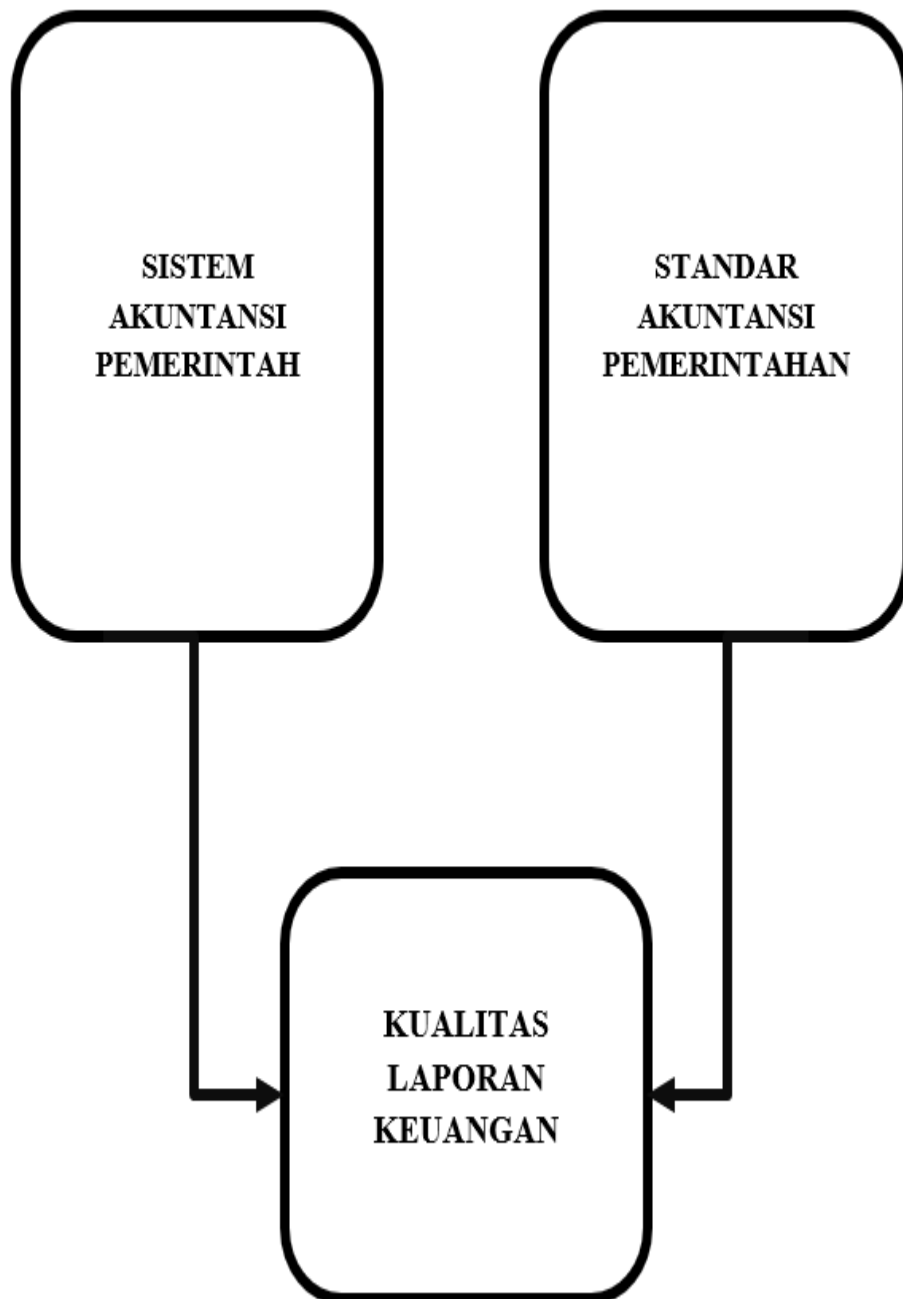 SISTEM
AKUNTANSI
PEMERINTAH
STANDAR
AKUNTANSI
PEMERINTAHAN
KUALITAS
LAPORAN
KEUANGAN